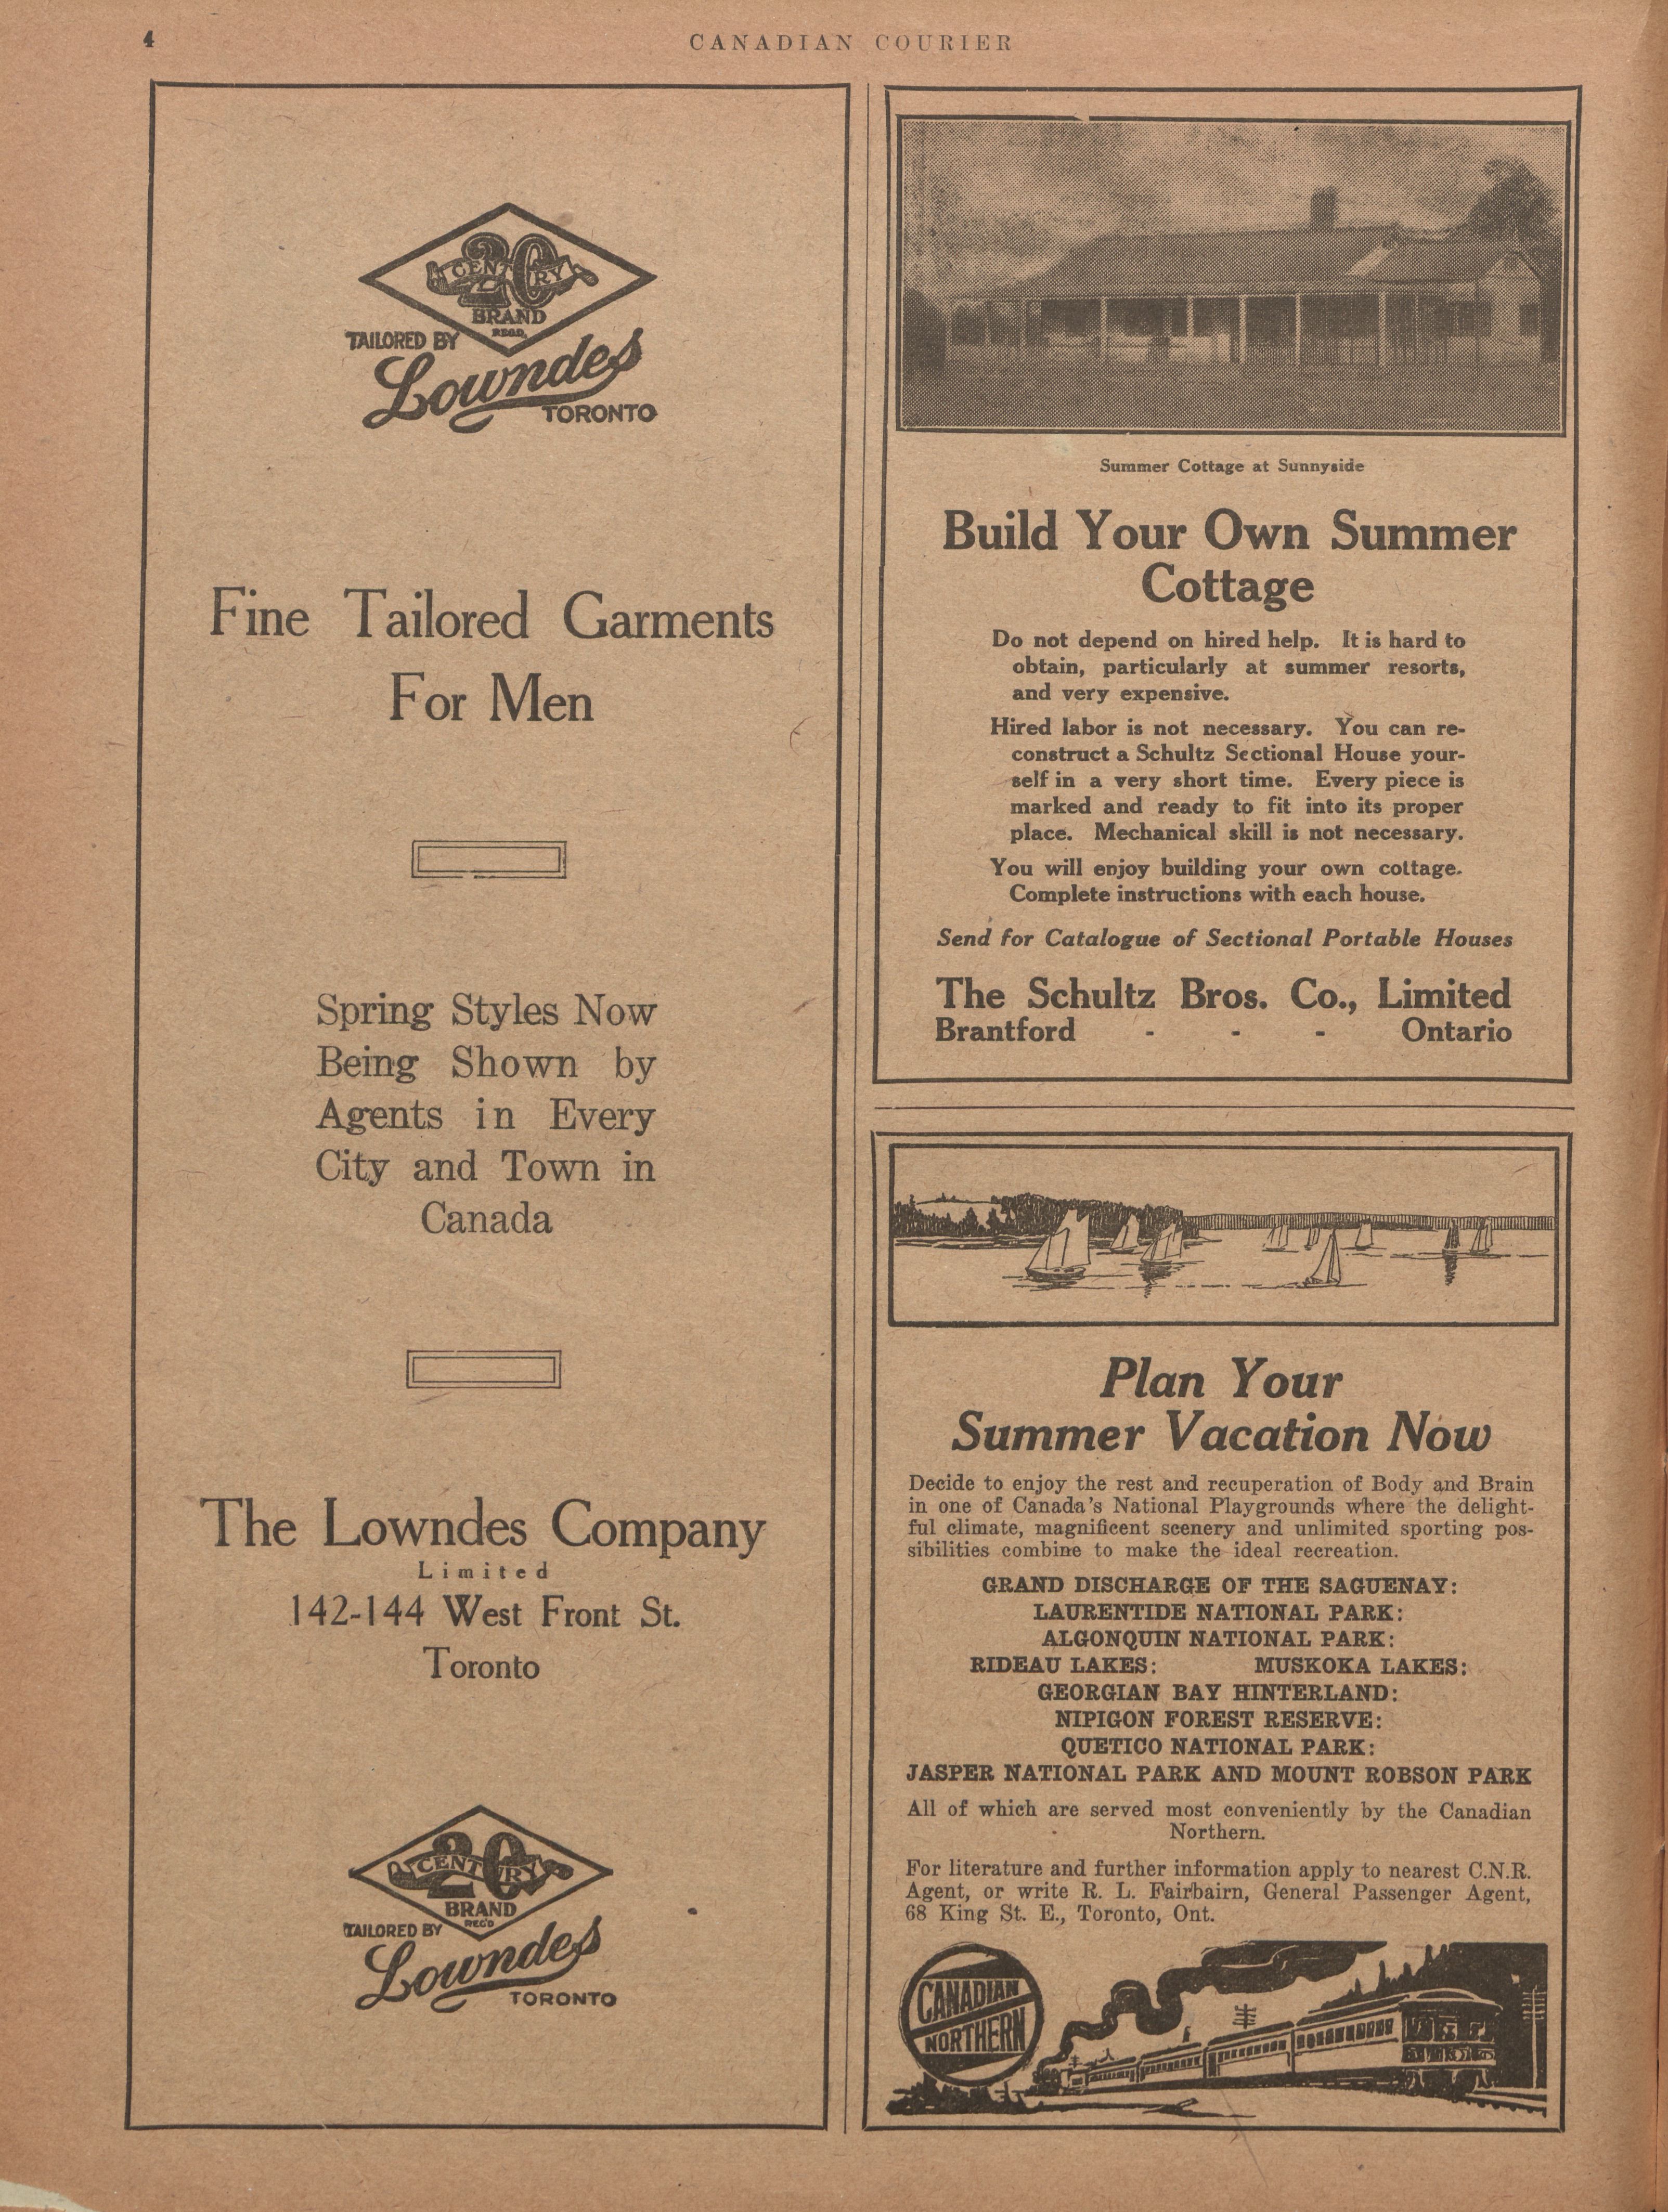 4
CANADIAN COURIER
20
CENTURY
BRAND
REGD.
TAILORED BY
Lowndes
TORONTO
Fine Tailored Garments
For Men
Spring Styles Now
Being Shown by
Agents in Every
City and Town in
Canada
The Lowndes Company
Limited
142-144 West Front St.
Toronto
20
CENTURY
BRAND
REG'D
TAILORED BY
Lowndes
TORONTO
Summer Cottage at Sunnyside
Build Your Own Summer
Cottage
Do not depend on hired help. It is hard to
obtain, particularly at summer resorts,
and very expensive.
Hired labor is not necessary. You can re-
construct a Schultz Sectional House your-
self in a very short time. Every piece is
marked and ready to fit into its proper
place. Mechanical skill is not necessary.
You will enjoy building your own cottage.
Complete instructions with each house.
Send for Catalogue of Sectional Portable Houses
The Schultz Bros. Co., Limited
Brantford - - - Ontario
Plan Your
Summer Vacation Now
Decide to enjoy the rest and recuperation of Body and Brain
in one of Canada's National Playgrounds where the delight-
ful climate, magnificent scenery and unlimited sporting pos-
sibilities combine to make the ideal recreation.
GRAND DISCHARGE OF THE SAGUENAY:
LAURENTIDE NATIONAL PARK:
ALGONQUIN NATIONAL PARK:
RIDEAU LAKES: MUSKOKA LAKES:
GEORGIAN BAY HINTERLAND:
NIPIGON FOREST RESERVE:
QUETICO NATIONAL PARK:
JASPER NATIONAL PARK AND MOUNT ROBSON PARK
All of which are served most conveniently by the Canadian
Northern.
For literature and further information apply to nearest C.N.R.
Agent, or write R. L. Fairbairn, General Passenger Agent,
68 King St. E., Toronto, Ont.
CANADIAN
NORTHERN